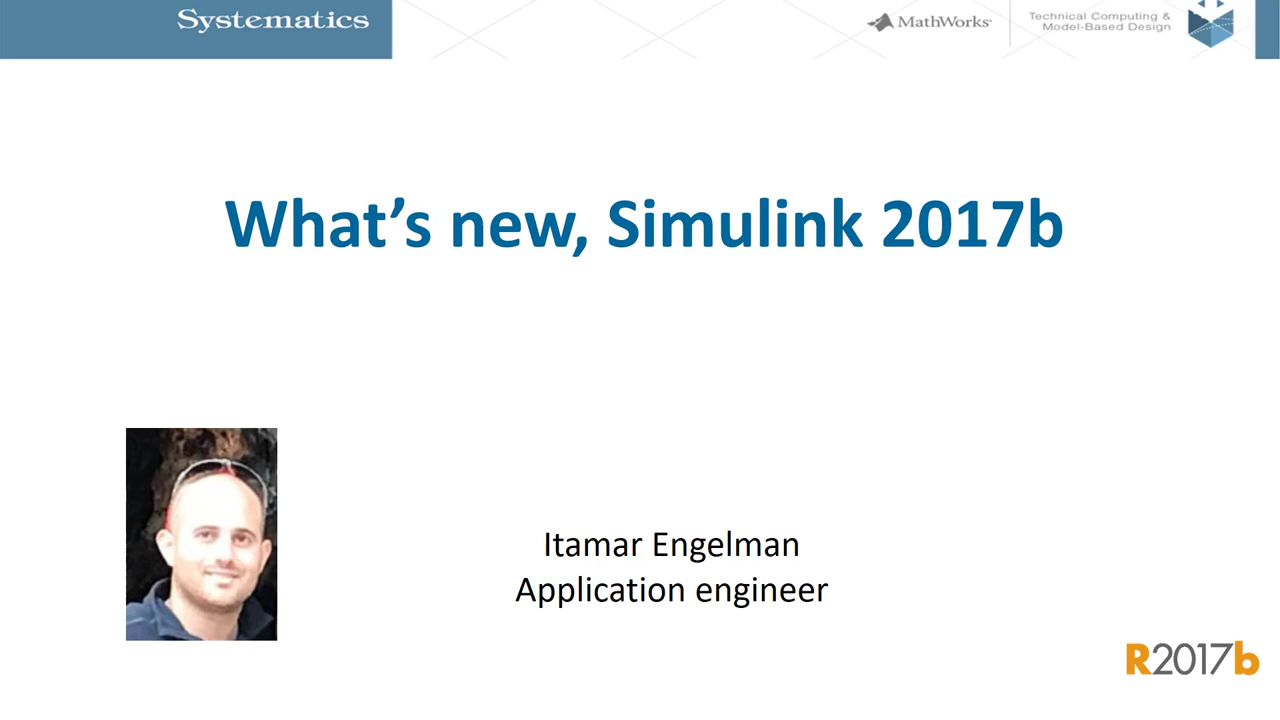 Systematics
MathWorks
Technical Computing &
Model-Based Design
What’s new, Simulink 2017b
Itamar Engelman
Application engineer
R2017b